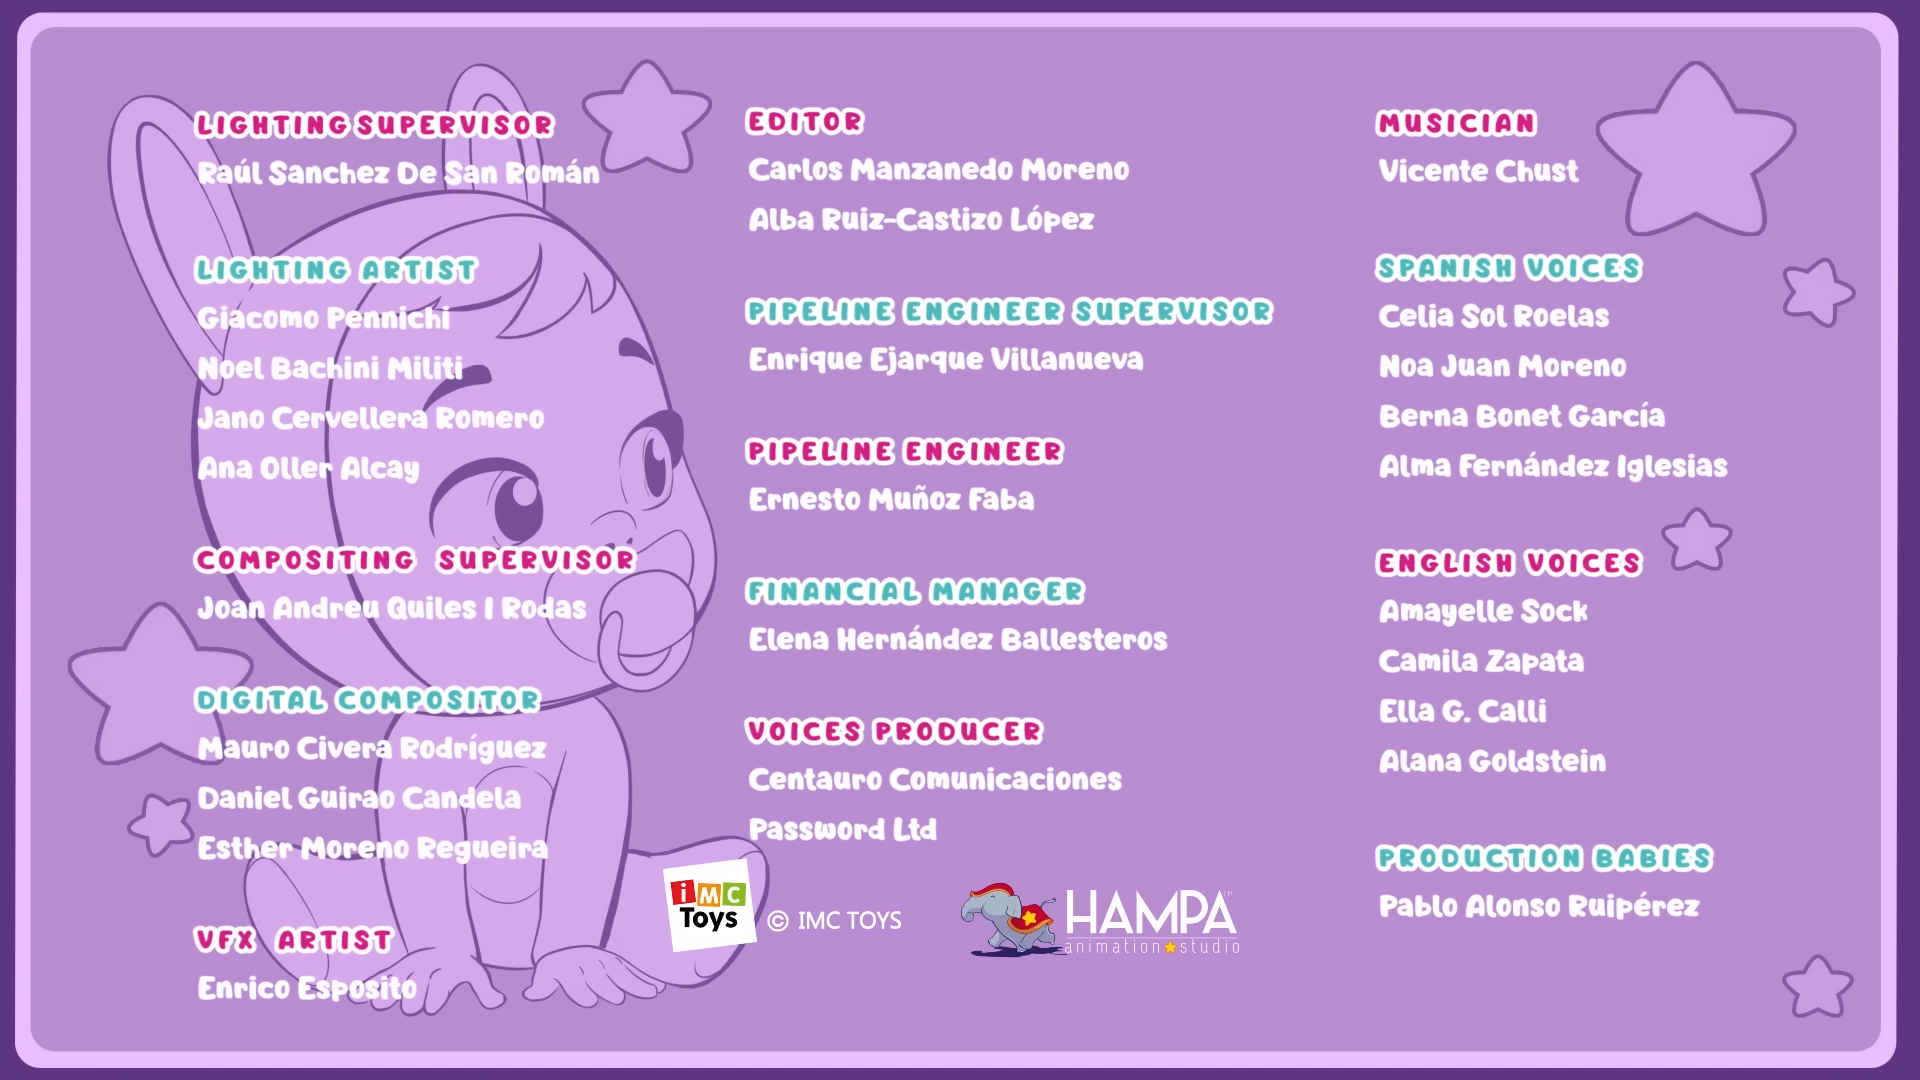 LIGHTING SUPERVISOR
Raúl Sanchez De San Román
LIGHTING ARTIST
Giacomo Pennichi
Noel Bachini Militi
Jano Cervellera Romero
Ana Oller Alcay
COMPOSITING SUPERVISOR
Joan Andreu Quiles I Rodas
DIGITAL COMPOSITOR
Mauro Civera Rodríguez
Daniel Guirao Candela
Esther Moreno Regueira
VFX ARTIST
Enrico Esposito
EDITOR
Carlos Manzanedo Moreno
Alba Ruiz-Castizo López
PIPELINE ENGINEER SUPERVISOR
Enrique Ejarque Villanueva
PIPELINE ENGINEER
Ernesto Muñoz Faba
FINANCIAL MANAGER
Elena Hernández Ballesteros
VOICES PRODUCER
Centauro Comunicaciones
Password Ltd
iMC
Toys
© IMC TOYS
HAMPA™
animation studio
MUSICIAN
Vicente Chust
SPANISH VOICES
Celia Sol Roelas
Noa Juan Moreno
Berna Bonet García
Alma Fernández Iglesias
ENGLISH VOICES
Amayelle Sock
Camila Zapata
Ella G. Calli
Alana Goldstein
PRODUCTION BABIES
Pablo Alonso Ruipérez